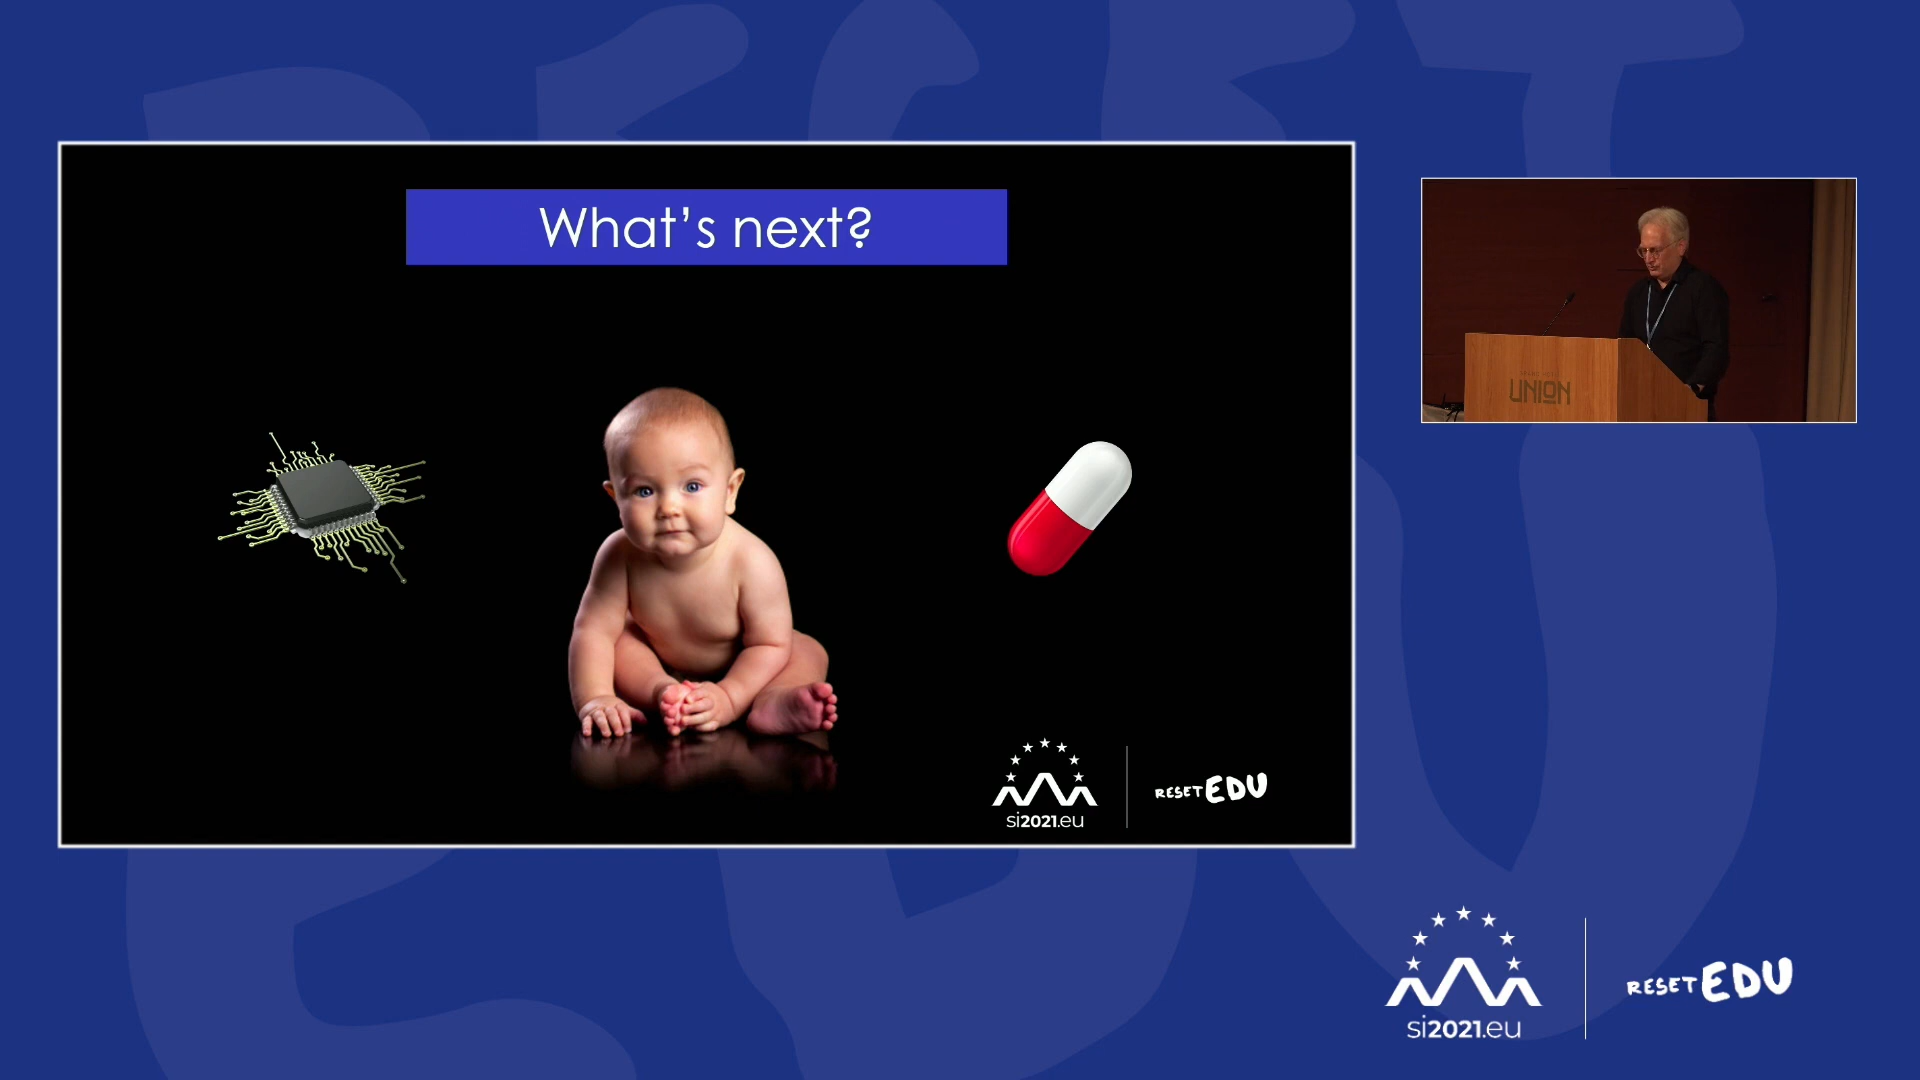 What's next?
si2021.eu
RESET EDU
UNION
si2021.eu
RESET EDU